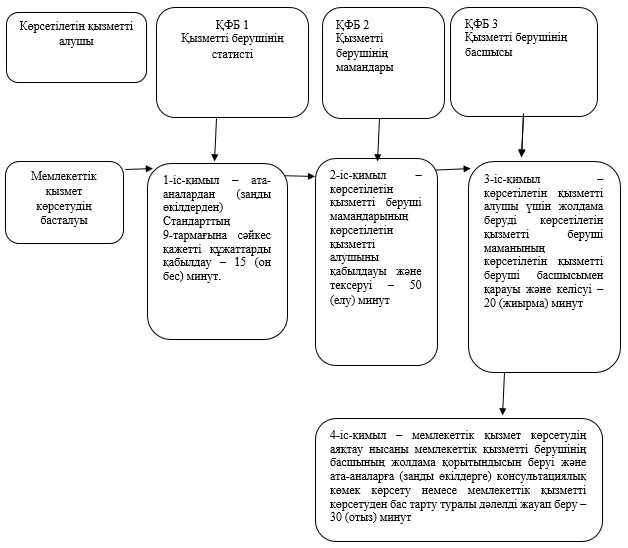 Көрсетілетін қызметті
алушы
ҚФБ 1
Қызметті берушінің
статисті
ҚФБ 2
Қызметті
берушінің
мамандары
ҚФБ 3
Қызметті берушінің
басшысы
Мемлекеттік
қызмет
көрсетудің
басталуы
1-іс-қимыл – ата-
аналардан (заңды
өкілдерден)
Стандарттың
9-тармағына сәйкес
қажетті құжаттарды
қабылдау – 15 (он
бес) минут.
2-іс-қимыл –
көрсетілетін
қызметті беруші
мамандарының
көрсетілетін
қызметті
алушыны
қабылдауы және
тексеруі – 50
(елу) минут
3-іс-қимыл –
көрсетілетін қызметті
алушы үшін жолдама
беруді көрсетілетін
қызметті беруші
маманының
көрсетілетін қызметті
беруші басшысымен
қарауы және келісуі –
20 (жиырма) минут
4-іс-қимыл – мемлекеттік қызмет көрсетудің
аяқтау нысаны мемлекеттік қызметті берушінің
басшының жолдама қорытындысын беруі және
ата-аналарға (заңды өкілдерге) консультациялық
көмек көрсету немесе мемлекеттік қызметті
көрсетуден бас тарту туралы дәлелді жауап беру –
30 (отыз) минут